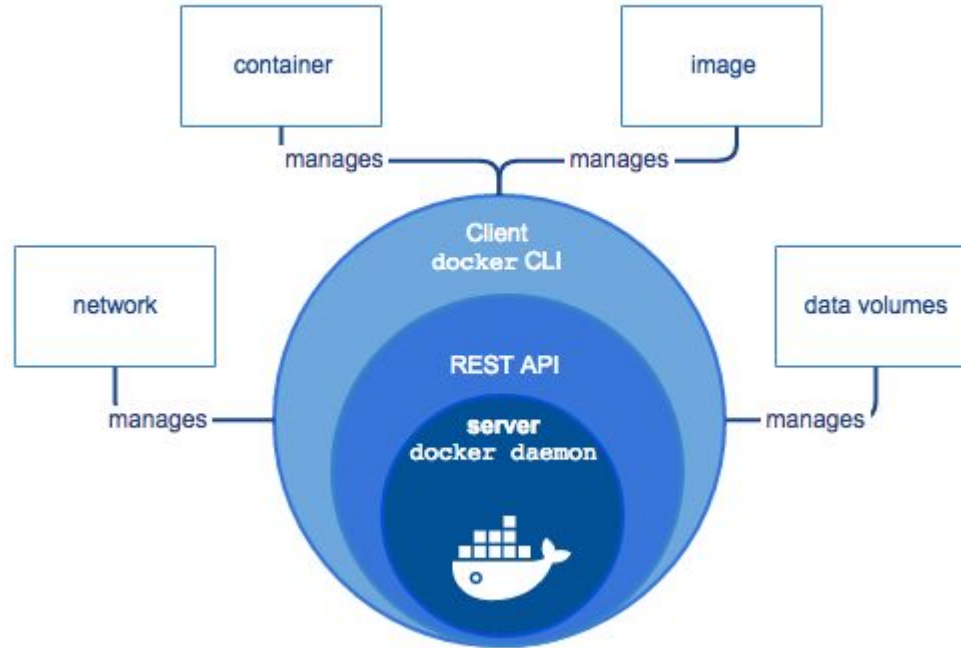 container
image
manages
manages
Client
docker CLI
network
data volumes
REST API
manages
manages
server
docker daemon